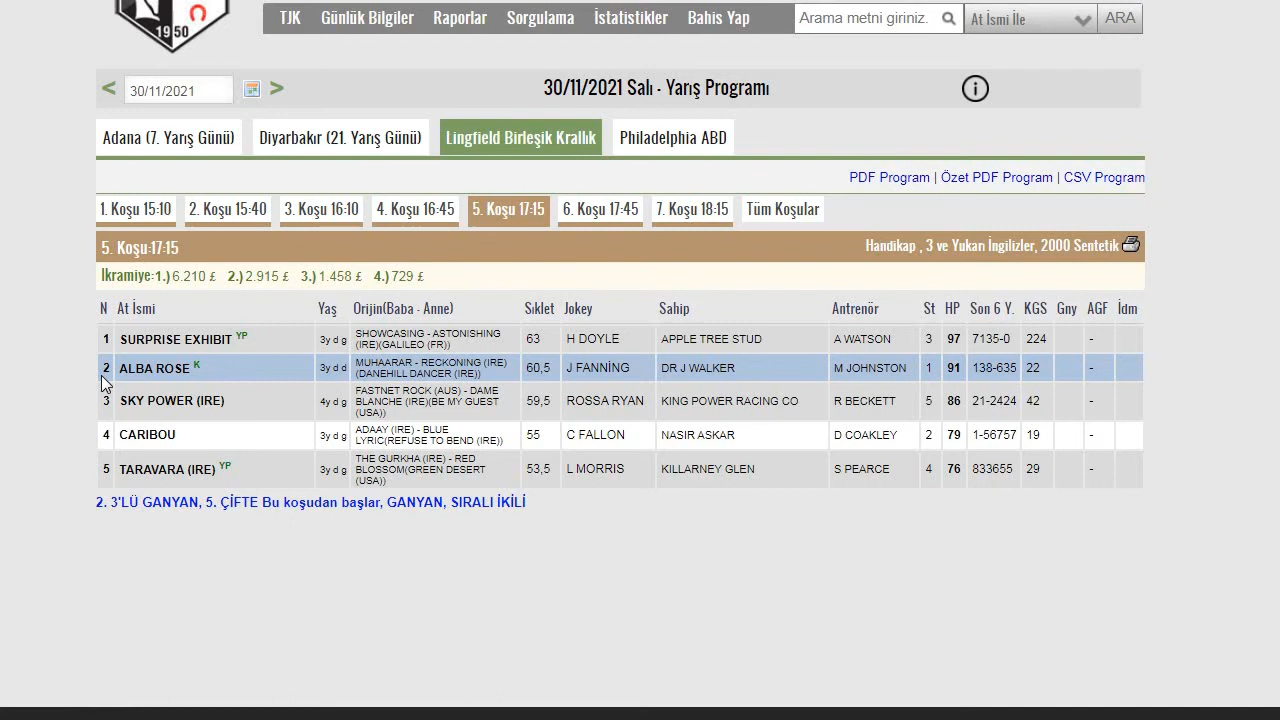 1950
TJK Günlük Bilgiler Raporlar Sorgulama İstatistikler Bahis Yap Arama metni giriniz. At İsmi İle ARA
< 30/11/2021 > 30/11/2021 Salı - Yarış Programı
Adana (7. Yarış Günü) Diyarbakır (21. Yarış Günü) Lingfield Birleşik Krallık Philadelphia ABD
PDF Program | Özet PDF Program | CSV Program
1. Koşu 15:10 2. Koşu 15:40 3. Koşu 16:10 4. Koşu 16:45 5. Koşu 17:15 6. Koşu 17:45 7. Koşu 18:15 Tüm Koşular
5. Koşu:17:15 Handikap , 3 ve Yukarı İngilizler, 2000 Sentetik
İkramiye:1.) 6.210 £ 2.) 2.915 £ 3.) 1.458 £ 4.) 729 £
N At İsmi Yaş Orijin(Baba - Anne) Sıklet Jokey Sahip Antrenör St HP Son 6 Y. KGS Gny AGF İdm
1 SURPRISE EXHIBIT YP 3y d g SHOWCASING - ASTONISHING (IRE)(GALILEO (FR)) 63 H DOYLE APPLE TREE STUD A WATSON 3 97 7135-0 224 -
2 ALBA ROSE K 3y d d MUHAARAR - RECKONING (IRE)(DANEHILL DANCER (IRE)) 60,5 J FANNİNG DR J WALKER M JOHNSTON 1 91 138-635 22 -
3 SKY POWER (IRE) 4y d g FASTNET ROCK (AUS) - DAME BLANCHE (IRE)(BE MY GUEST (USA)) 59,5 ROSSA RYAN KING POWER RACING CO R BECKETT 5 86 21-2424 42 -
4 CARIBOU 3y d g ADAAY (IRE) - BLUE LYRIC(REFUSE TO BEND (IRE)) 55 C FALLON NASIR ASKAR D COAKLEY 2 79 1-56757 19 -
5 TARAVARA (IRE) YP 3y d g THE GURKHA (IRE) - RED BLOSSOM(GREEN DESERT (USA)) 53,5 L MORRIS KILLARNEY GLEN S PEARCE 4 76 833655 29 -
2. 3'LÜ GANYAN, 5. ÇİFTE Bu koşudan başlar, GANYAN, SIRALI İKİLİ